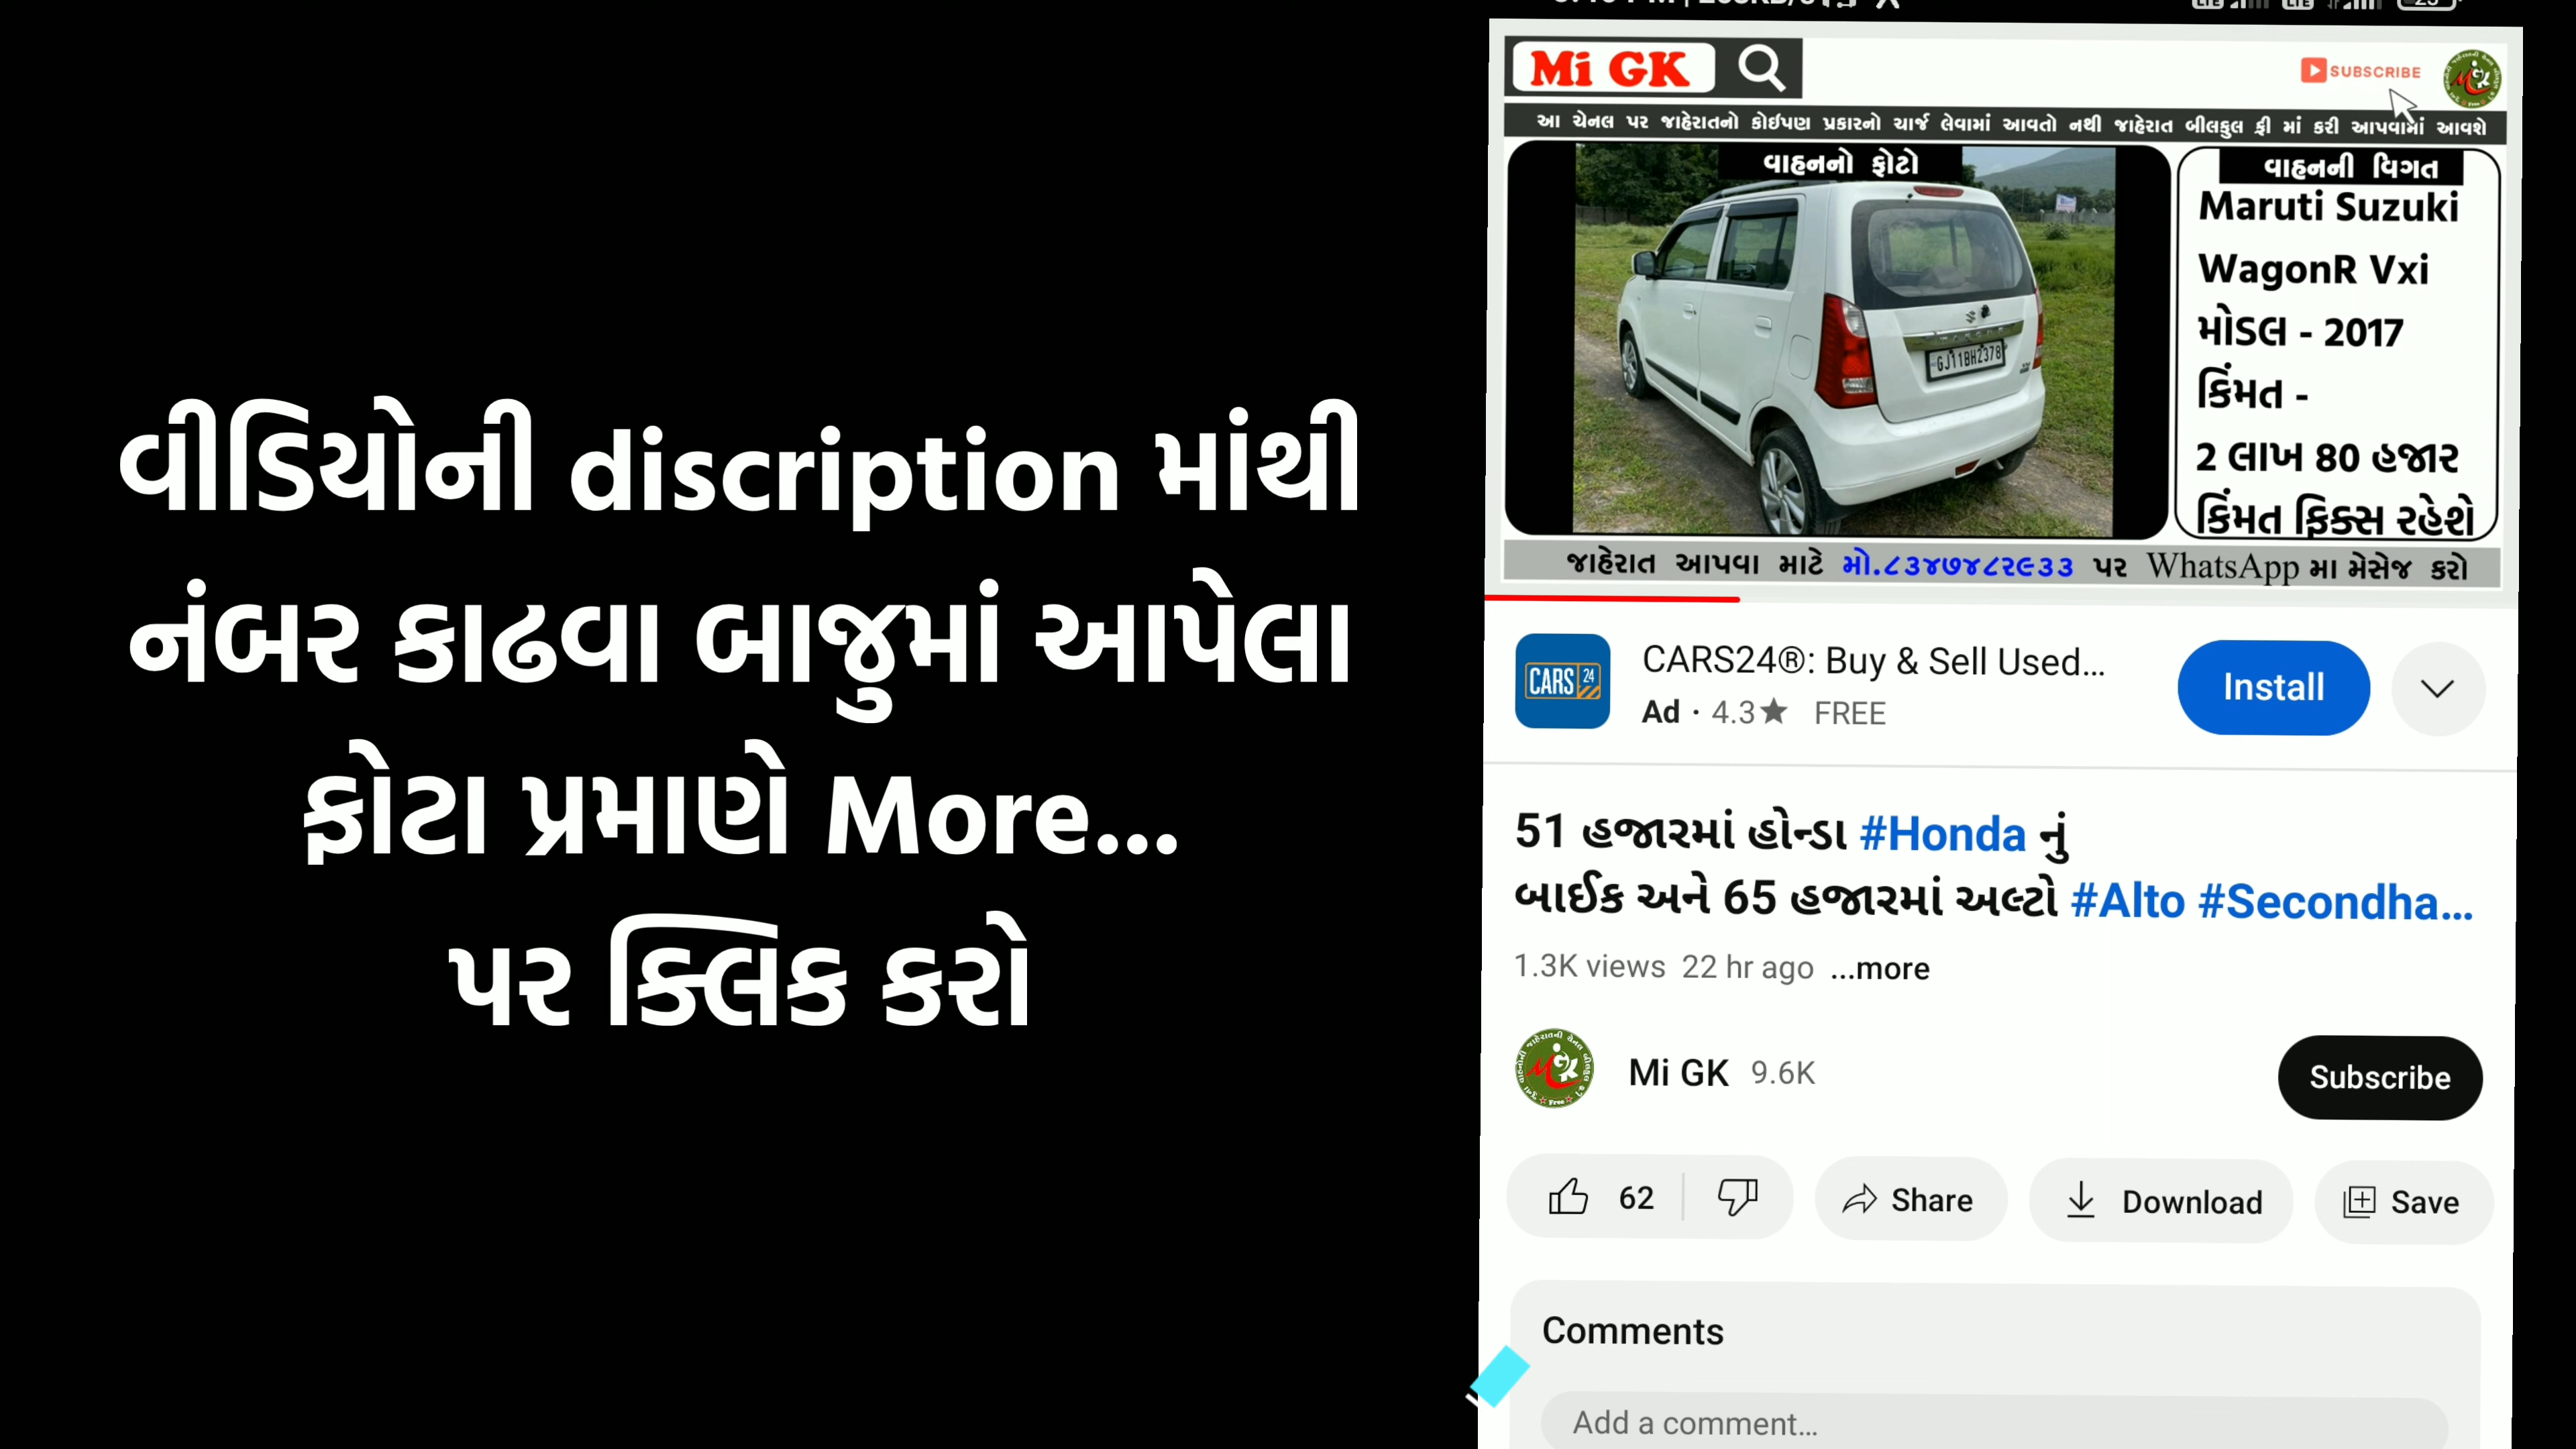 વીડિયોની discription માંથી
નંબર કાઢવા બાજુમાં આપેલા
ફોટા પ્રમાણે More...
પર ક્લિક કરો
Mi GK
SUBSCRIBE
આ ચેનલ પર જાહેરાતનો કોઈપણ પ્રકારનો ચાર્જ લેવામાં આવતો નથી જાહેરાત બીલકુલ ફ્રી માં કરી આપવામાં આવશે
વાહનનો ફોટો
GJ11BH2378
વાહનની વિગત
Maruti Suzuki
WagonR Vxi
મોડલ - 2017
કિંમત -
2 લાખ 80 હજાર
કિંમત ફિક્સ રહેશે
જાહેરાત આપવા માટે મો.૮૩૪૭૪૮૨૯૩૩ પર WhatsApp મા મેસેજ કરો
CARS 24
CARS24®: Buy & Sell Used...
Ad · 4.3★ FREE
Install
51 હજારમાં હોન્ડા #Honda નું
બાઈક અને 65 હજારમાં અલ્ટો #Alto #Secondha...
1.3K views 22 hr ago ...more
Mi GK 9.6K
Subscribe
62
Share
Download
Save
Comments
Add a comment...